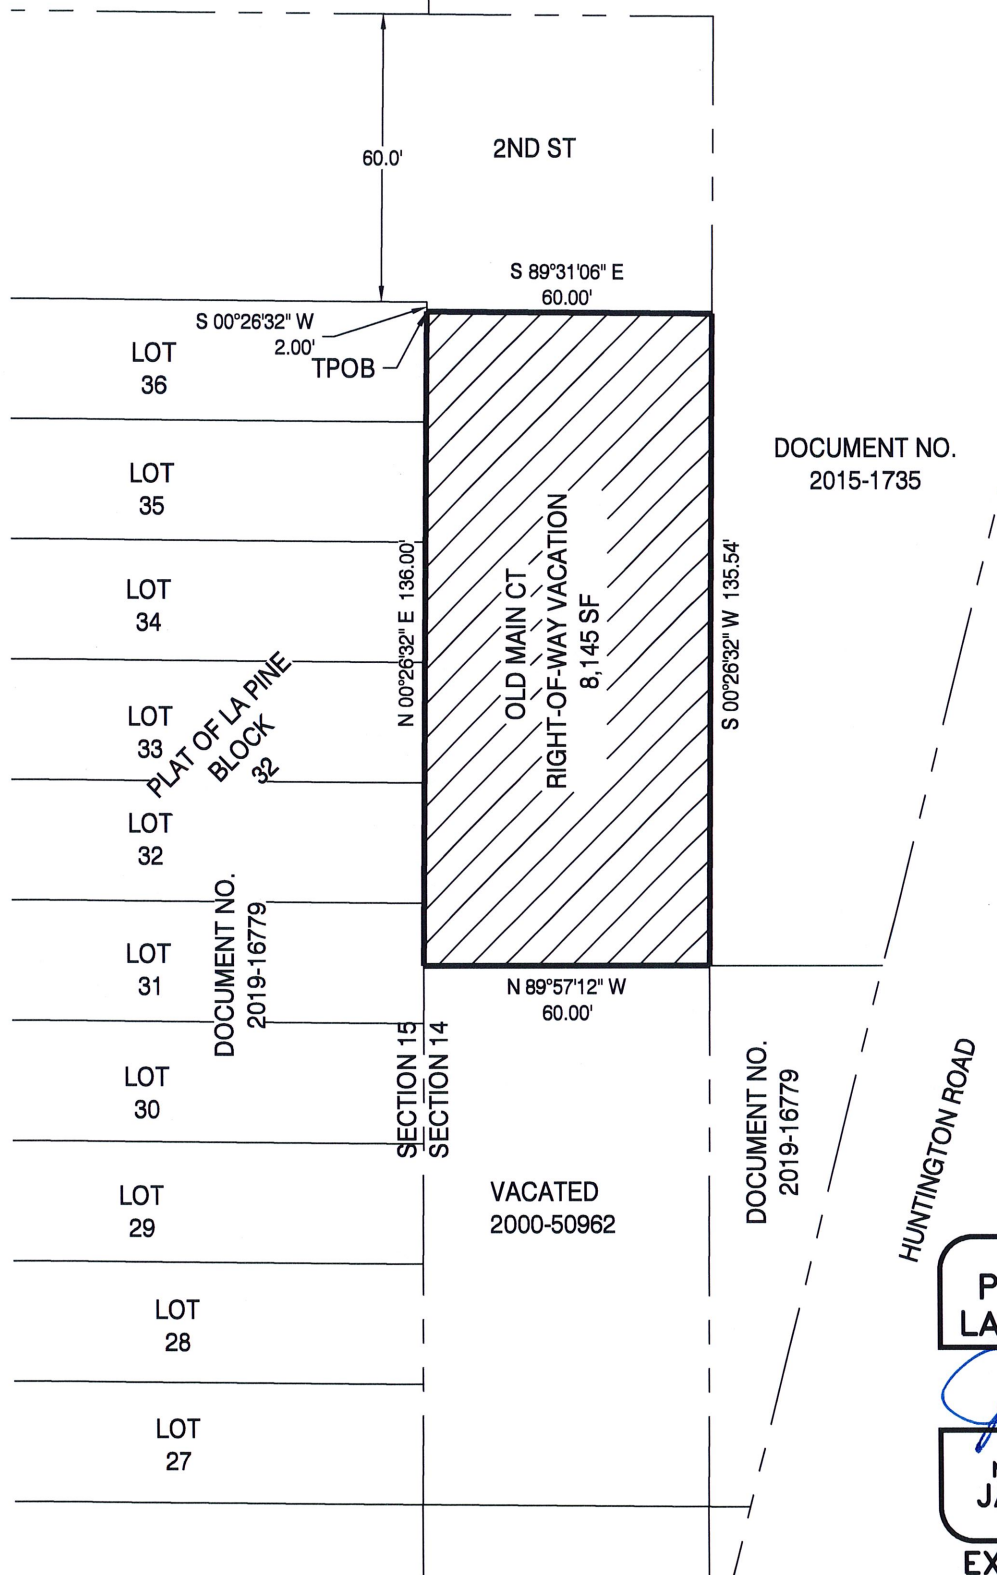 60.0'
2ND ST
S 89°31'06" E
60.00'
S 00°26'32" W
2.00'
TPOB
LOT
36
LOT
35
LOT
34
LOT
33
LOT
32
LOT
31
LOT
30
LOT
29
LOT
28
LOT
27
PLAT OF LA PINE
BLOCK
32
DOCUMENT NO.
2019-16779
N 00°26'32" E 136.00'
OLD MAIN CT
RIGHT-OF-WAY VACATION
8,145 SF
S 00°26'32" W 135.54'
DOCUMENT NO.
2015-1735
N 89°57'12" W
60.00'
SECTION 15
SECTION 14
VACATED
2000-50962
DOCUMENT NO.
2019-16779
HUNTINGTON ROAD
P
LA
JA
EX